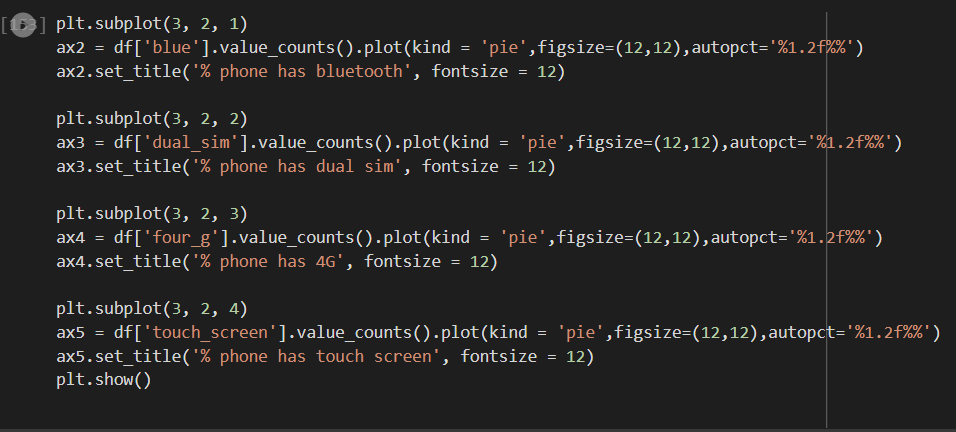 plt.subplot(3, 2, 1)
ax2 = df['blue'].value_counts().plot(kind = 'pie',figsize=(12,12),autopct='%1.2f%%')
ax2.set_title('% phone has bluetooth', fontsize = 12)
plt.subplot(3, 2, 2)
ax3 = df['dual_sim'].value_counts().plot(kind = 'pie',figsize=(12,12),autopct='%1.2f%%')
ax3.set_title('% phone has dual sim', fontsize = 12)
plt.subplot(3, 2, 3)
ax4 = df['four_g'].value_counts().plot(kind = 'pie',figsize=(12,12),autopct='%1.2f%%')
ax4.set_title('% phone has 4G', fontsize = 12)
plt.subplot(3, 2, 4)
ax5 = df['touch_screen'].value_counts().plot(kind = 'pie',figsize=(12,12),autopct='%1.2f%%')
ax5.set_title('% phone has touch screen', fontsize = 12)
plt.show()